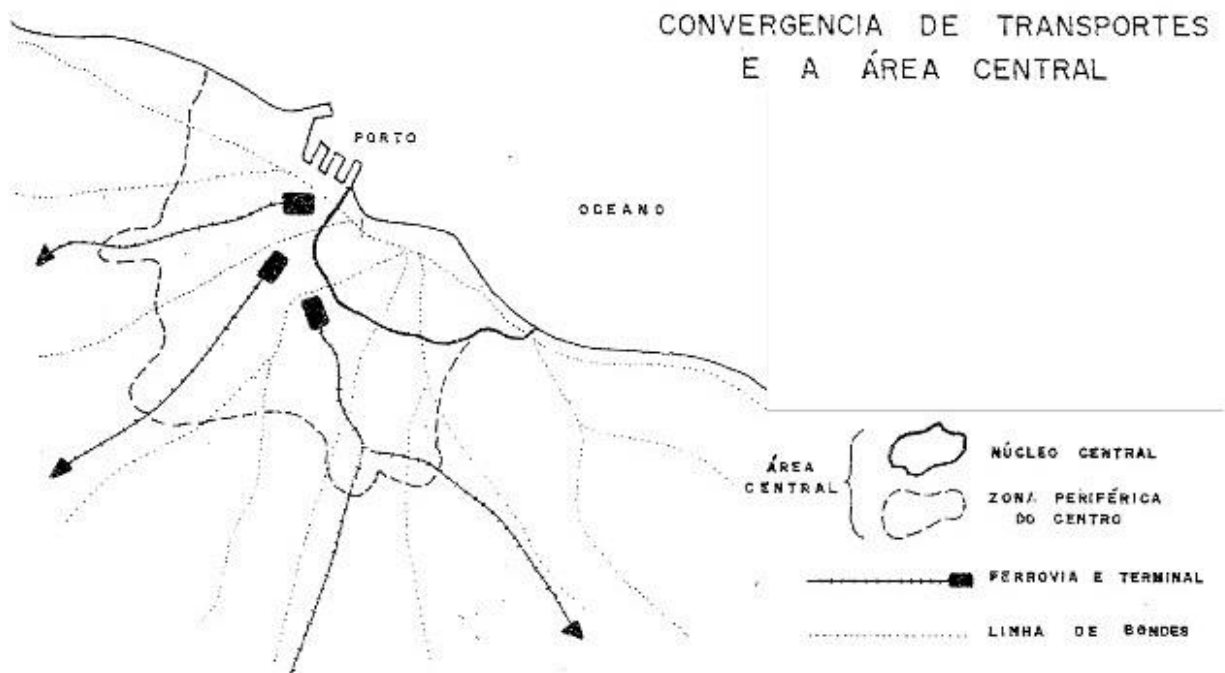 CONVERGENCIA DE TRANSPORTES
E A ÁREA CENTRAL
PORTO
OCEANO
ÁREA
CENTRAL
NÚCLEO CENTRAL
ZONA PERIFÉRICA
DO CENTRO
FERROVIA E TERMINAL
LINHA DE BONDES